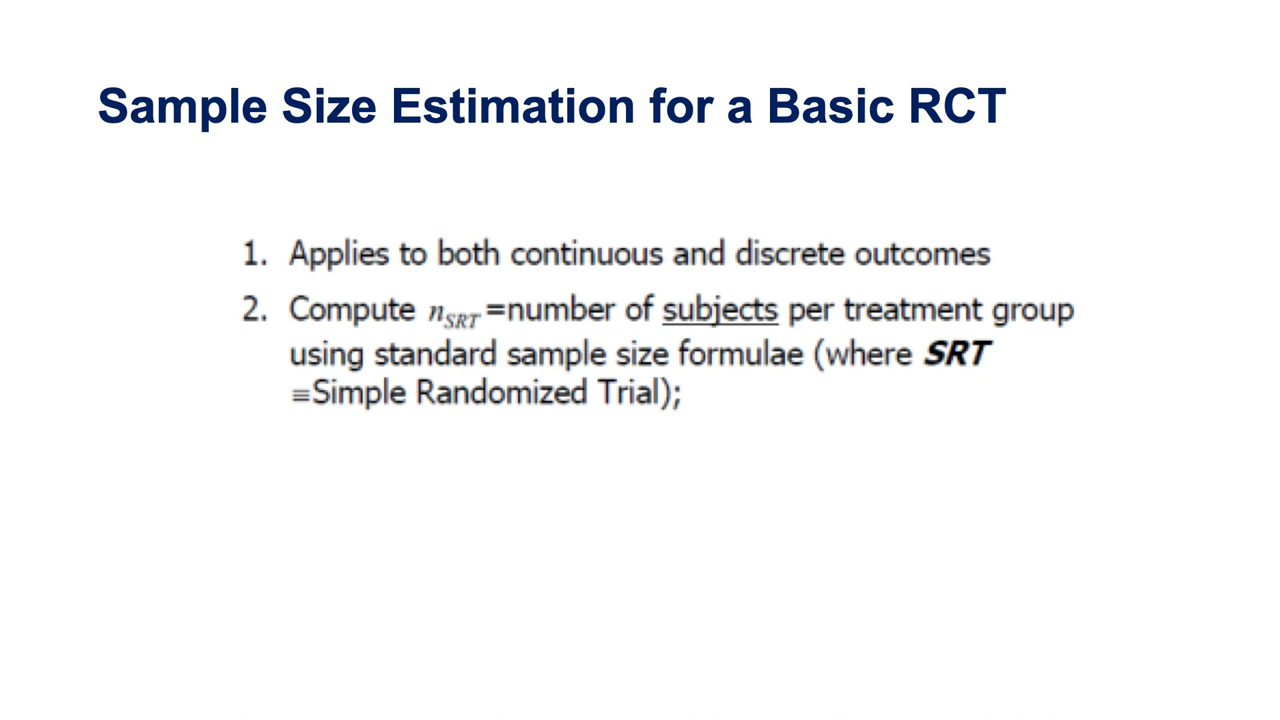 Sample Size Estimation for a Basic RCT
1. Applies to both continuous and discrete outcomes
2. Compute n_SRT =number of subjects per treatment group
using standard sample size formulae (where SRT
≡Simple Randomized Trial);